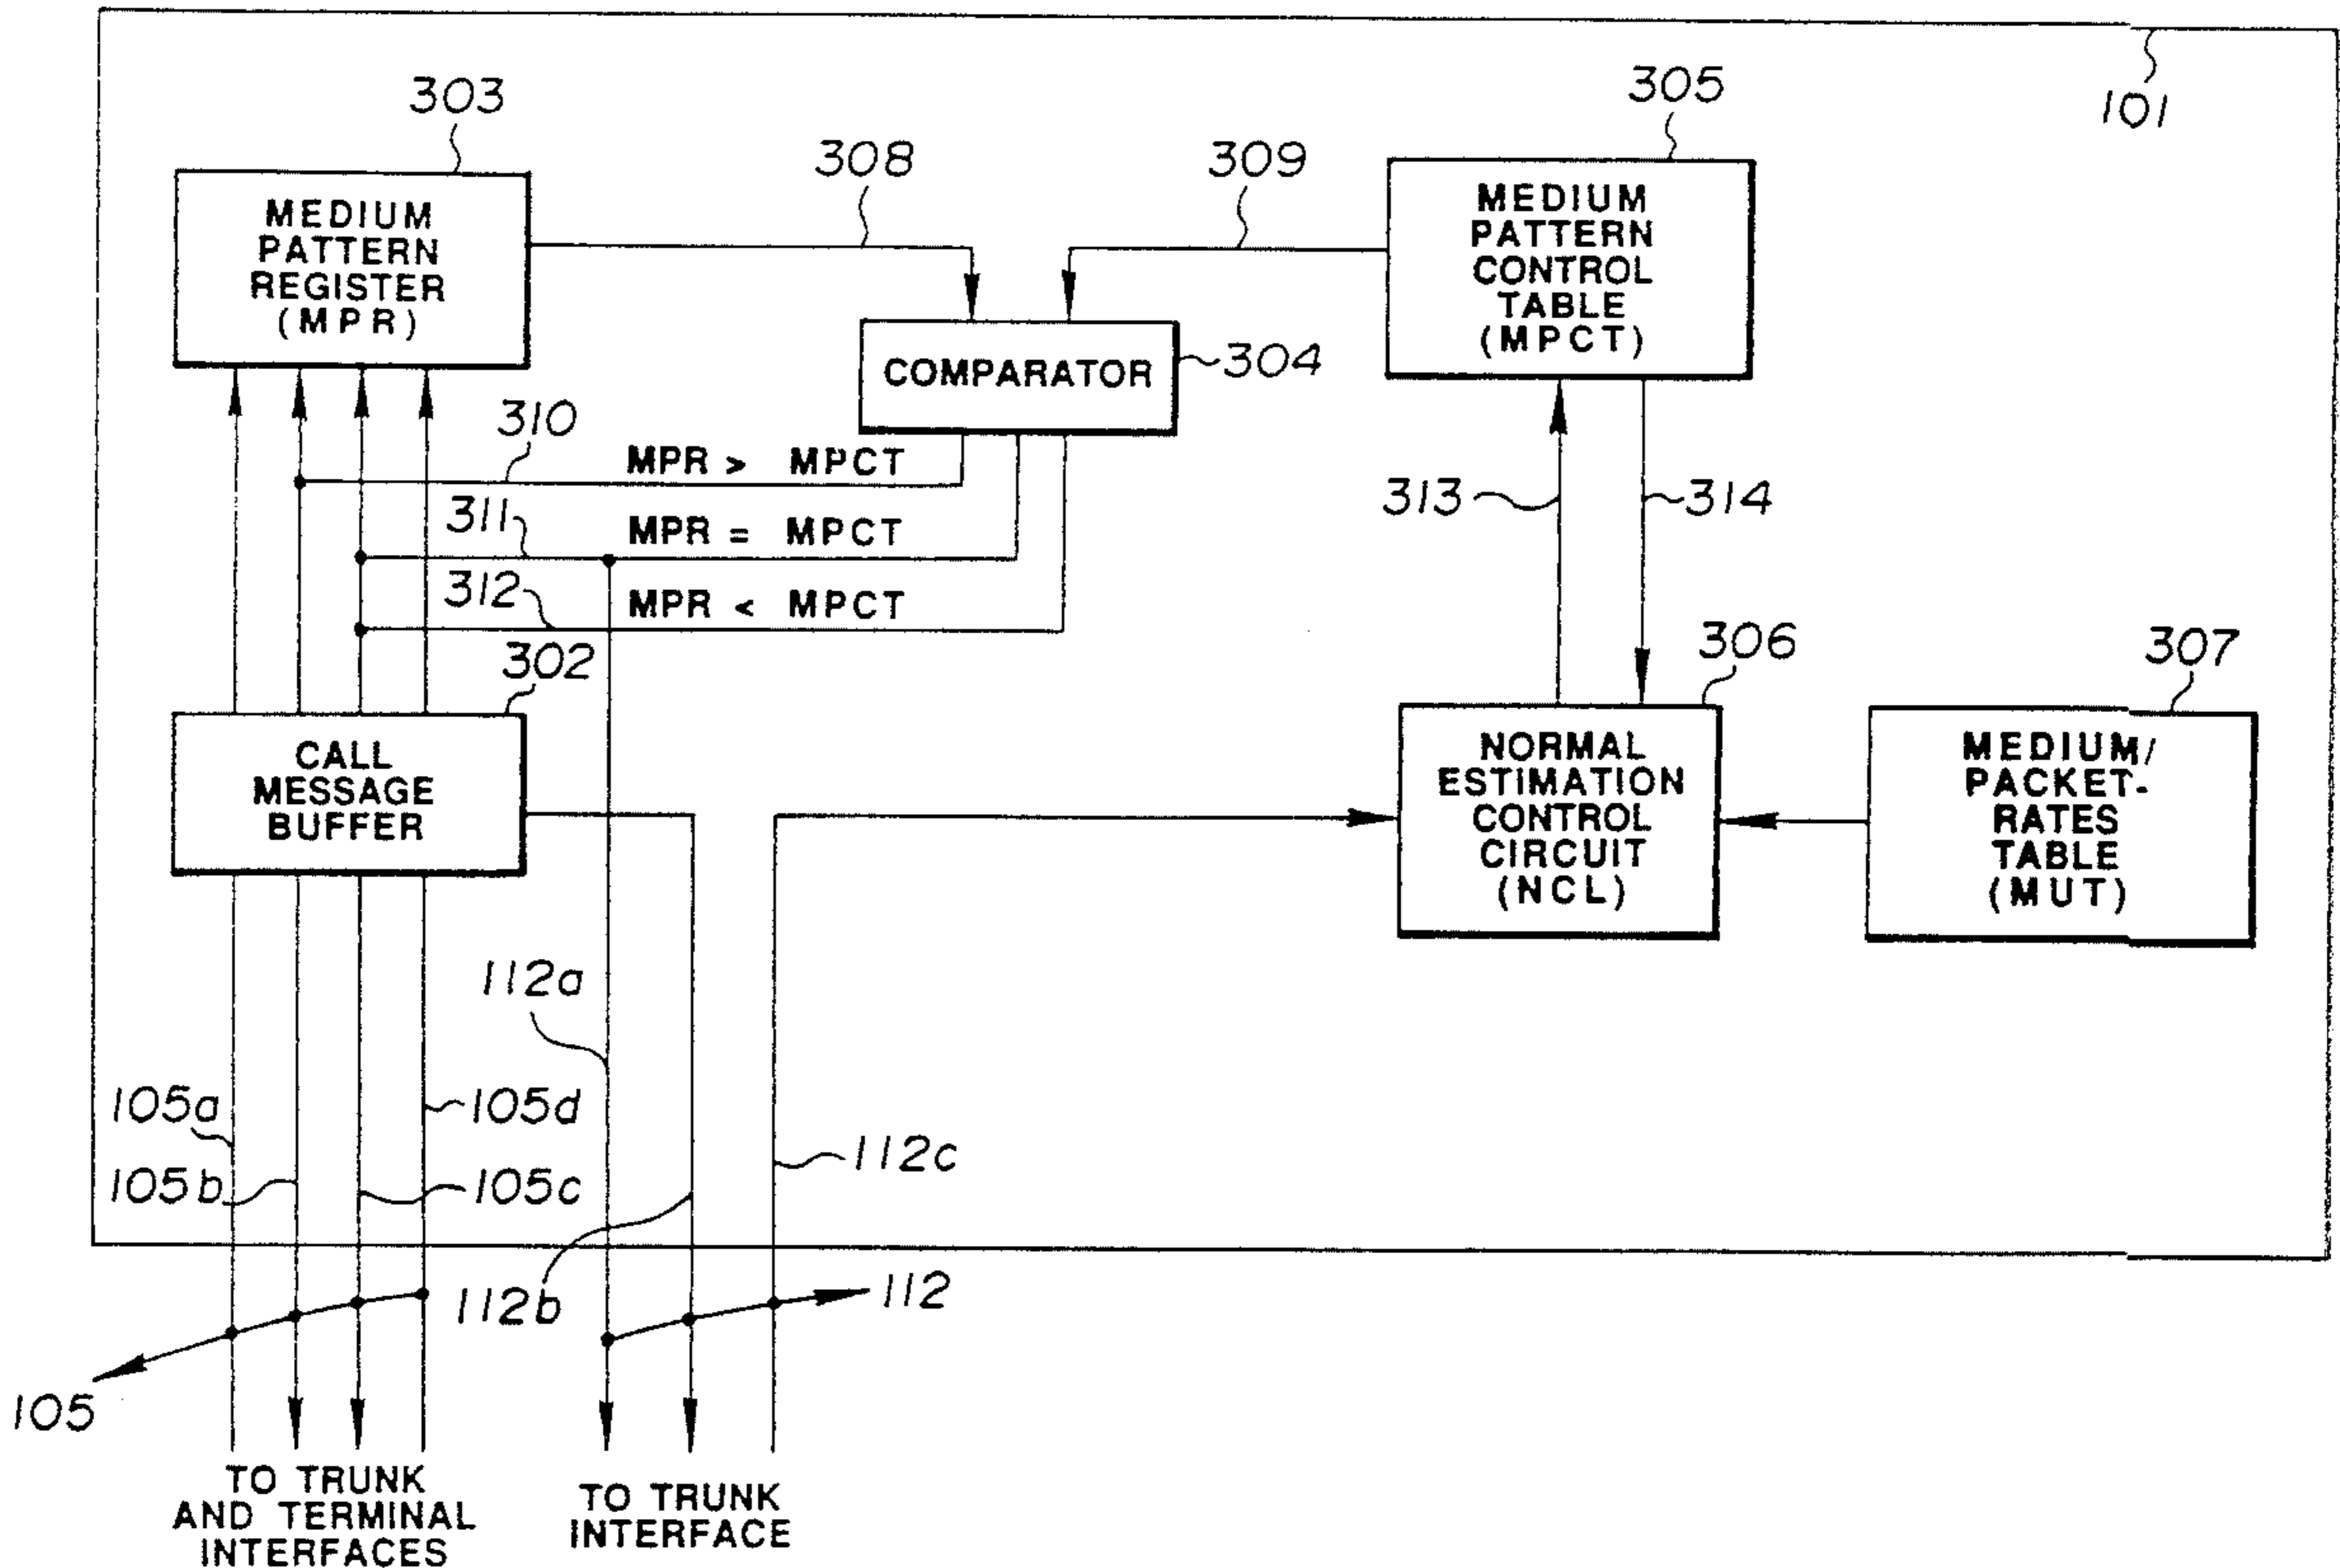 101
303
305
308
309
MEDIUM
PATTERN
REGISTER
(MPR)
MEDIUM
PATTERN
CONTROL
TABLE
(MPCT)
COMPARATOR
304
310
MPR > MPCT
311
MPR = MPCT
313
314
312
MPR < MPCT
302
306
307
CALL
MESSAGE
BUFFER
NORMAL
ESTIMATION
CONTROL
CIRCUIT
(NCL)
MEDIUM/
PACKET-
RATES
TABLE
(MUT)
112a
105a
105d
112c
105b
105c
112b
112
105
TO TRUNK
AND TERMINAL
INTERFACES
TO TRUNK
INTERFACE